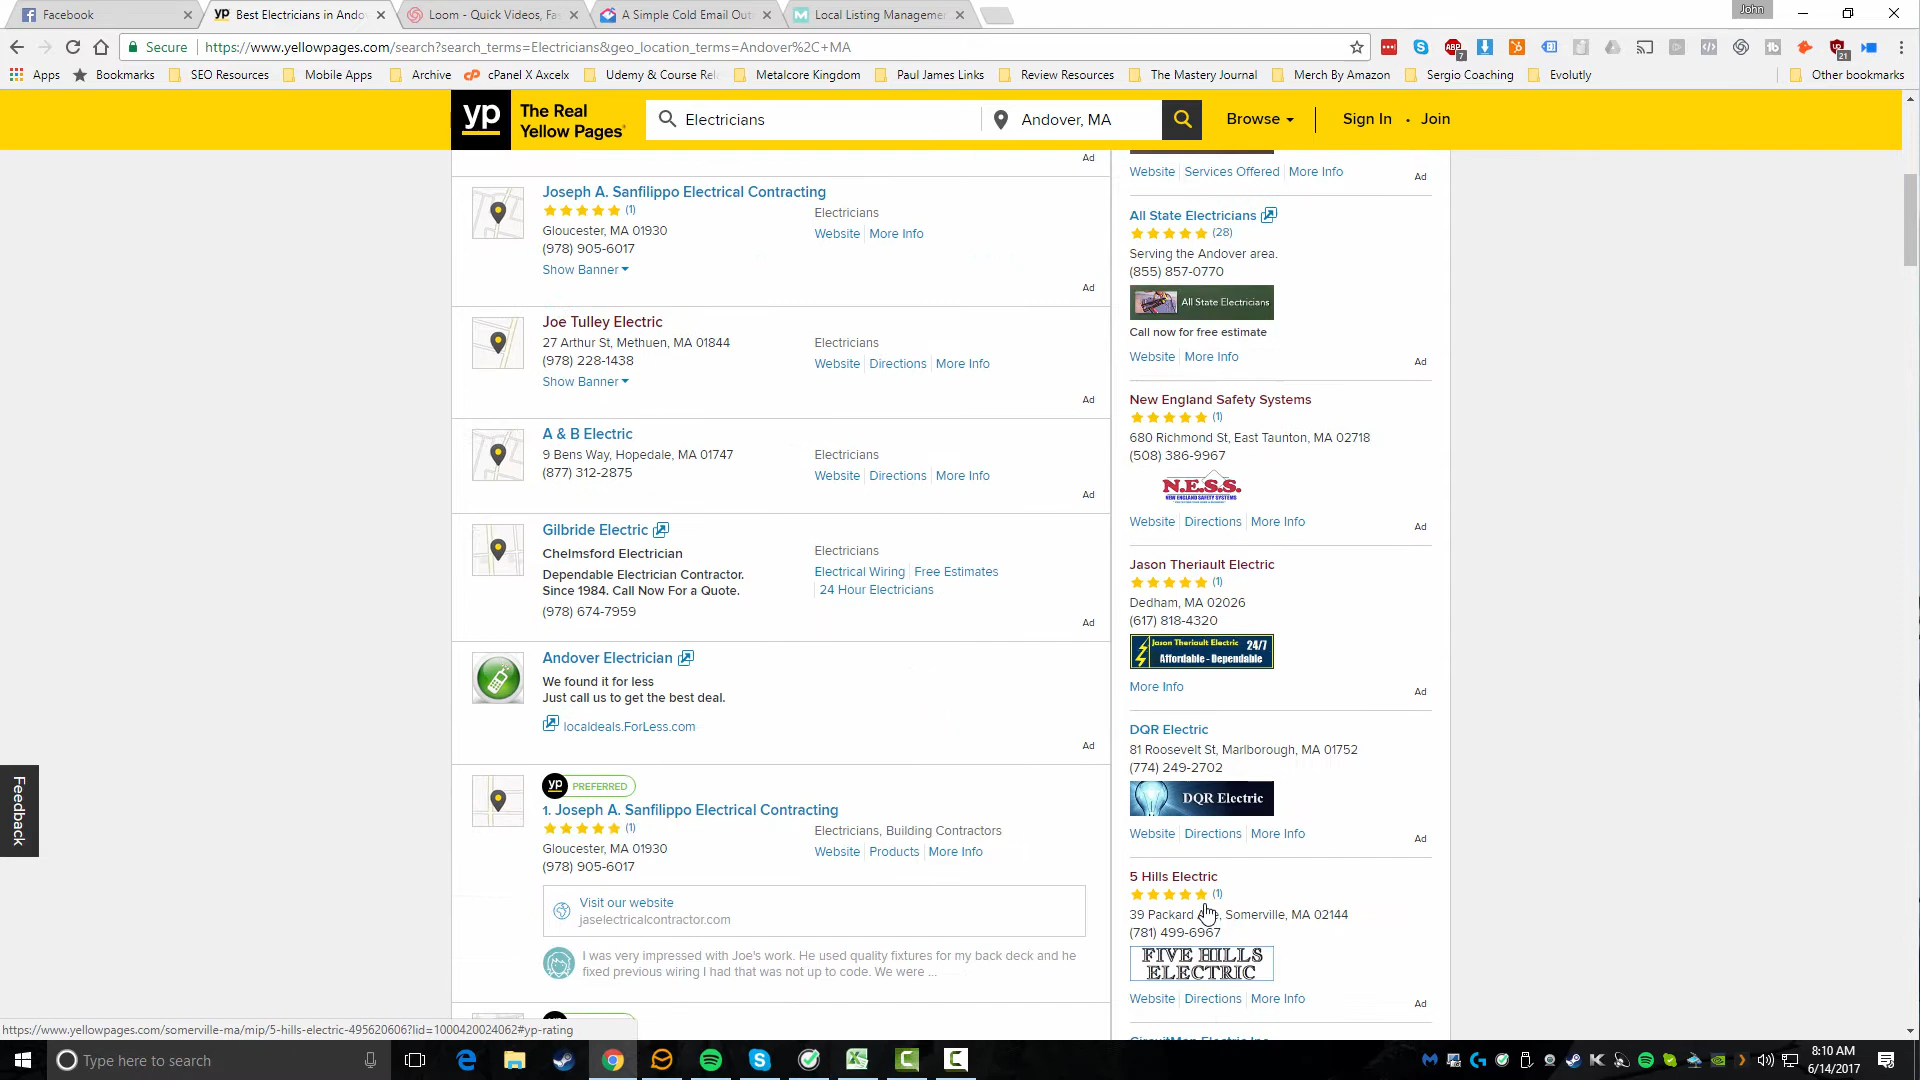 Facebook
Best Electricians in Ando
Loom - Quick Videos, Fa
A Simple Cold Email Out
Local Listing Manageme
John
Secure
https://www.yellowpages.com/search?search_terms=Electricians&geo_location_terms=Andover%2C+MA
ABP
7
21
Apps
Bookmarks
SEO Resources
Mobile Apps
Archive
cPanel X Axcelx
Udemy & Course Rel
Metalcore Kingdom
Paul James Links
Review Resources
The Mastery Journal
Merch By Amazon
Sergio Coaching
Evolutly
Other bookmarks
yp
The Real
Yellow Pages
Electricians
Andover, MA
Browse
Sign In
Join
Ad
Joseph A. Sanfilippo Electrical Contracting
(1)
Gloucester, MA 01930
(978) 905-6017
Show Banner
Electricians
Website
More Info
Ad
Joe Tulley Electric
27 Arthur St, Methuen, MA 01844
(978) 228-1438
Show Banner
Electricians
Website
Directions
More Info
Ad
A & B Electric
9 Bens Way, Hopedale, MA 01747
(877) 312-2875
Electricians
Website
Directions
More Info
Ad
Gilbride Electric
Chelmsford Electrician
Dependable Electrician Contractor.
Since 1984. Call Now For a Quote.
(978) 674-7959
Electricians
Electrical Wiring
Free Estimates
24 Hour Electricians
Ad
Andover Electrician
We found it for less
Just call us to get the best deal.
localdeals.ForLess.com
Ad
yp PREFERRED
1. Joseph A. Sanfilippo Electrical Contracting
(1)
Gloucester, MA 01930
(978) 905-6017
Electricians, Building Contractors
Website
Products
More Info
Visit our website
jaselectricalcontractor.com
I was very impressed with Joe's work. He used quality fixtures for my back deck and he
fixed previous wiring I had that was not up to code. We were ...
Website
Services Offered
More Info
Ad
All State Electricians
(28)
Serving the Andover area.
(855) 857-0770
All State Electricians
Call now for free estimate
Website
More Info
Ad
New England Safety Systems
(1)
680 Richmond St, East Taunton, MA 02718
(508) 386-9967
N.E.S.S.
NEW ENGLAND SAFETY SYSTEMS
Website
Directions
More Info
Ad
Jason Theriault Electric
(1)
Dedham, MA 02026
(617) 818-4320
Jason Theriault Electric 24/7
Affordable - Dependable
More Info
Ad
DQR Electric
81 Roosevelt St, Marlborough, MA 01752
(774) 249-2702
DQR Electric
Website
Directions
More Info
Ad
5 Hills Electric
(1)
39 Packard Ave, Somerville, MA 02144
(781) 499-6967
FIVE HILLS
ELECTRIC
Website
Directions
More Info
Ad
Feedback
https://www.yellowpages.com/somerville-ma/mip/5-hills-electric-495620606?lid=1000420024062#yp-rating
Type here to search
8:10 AM
6/14/2017